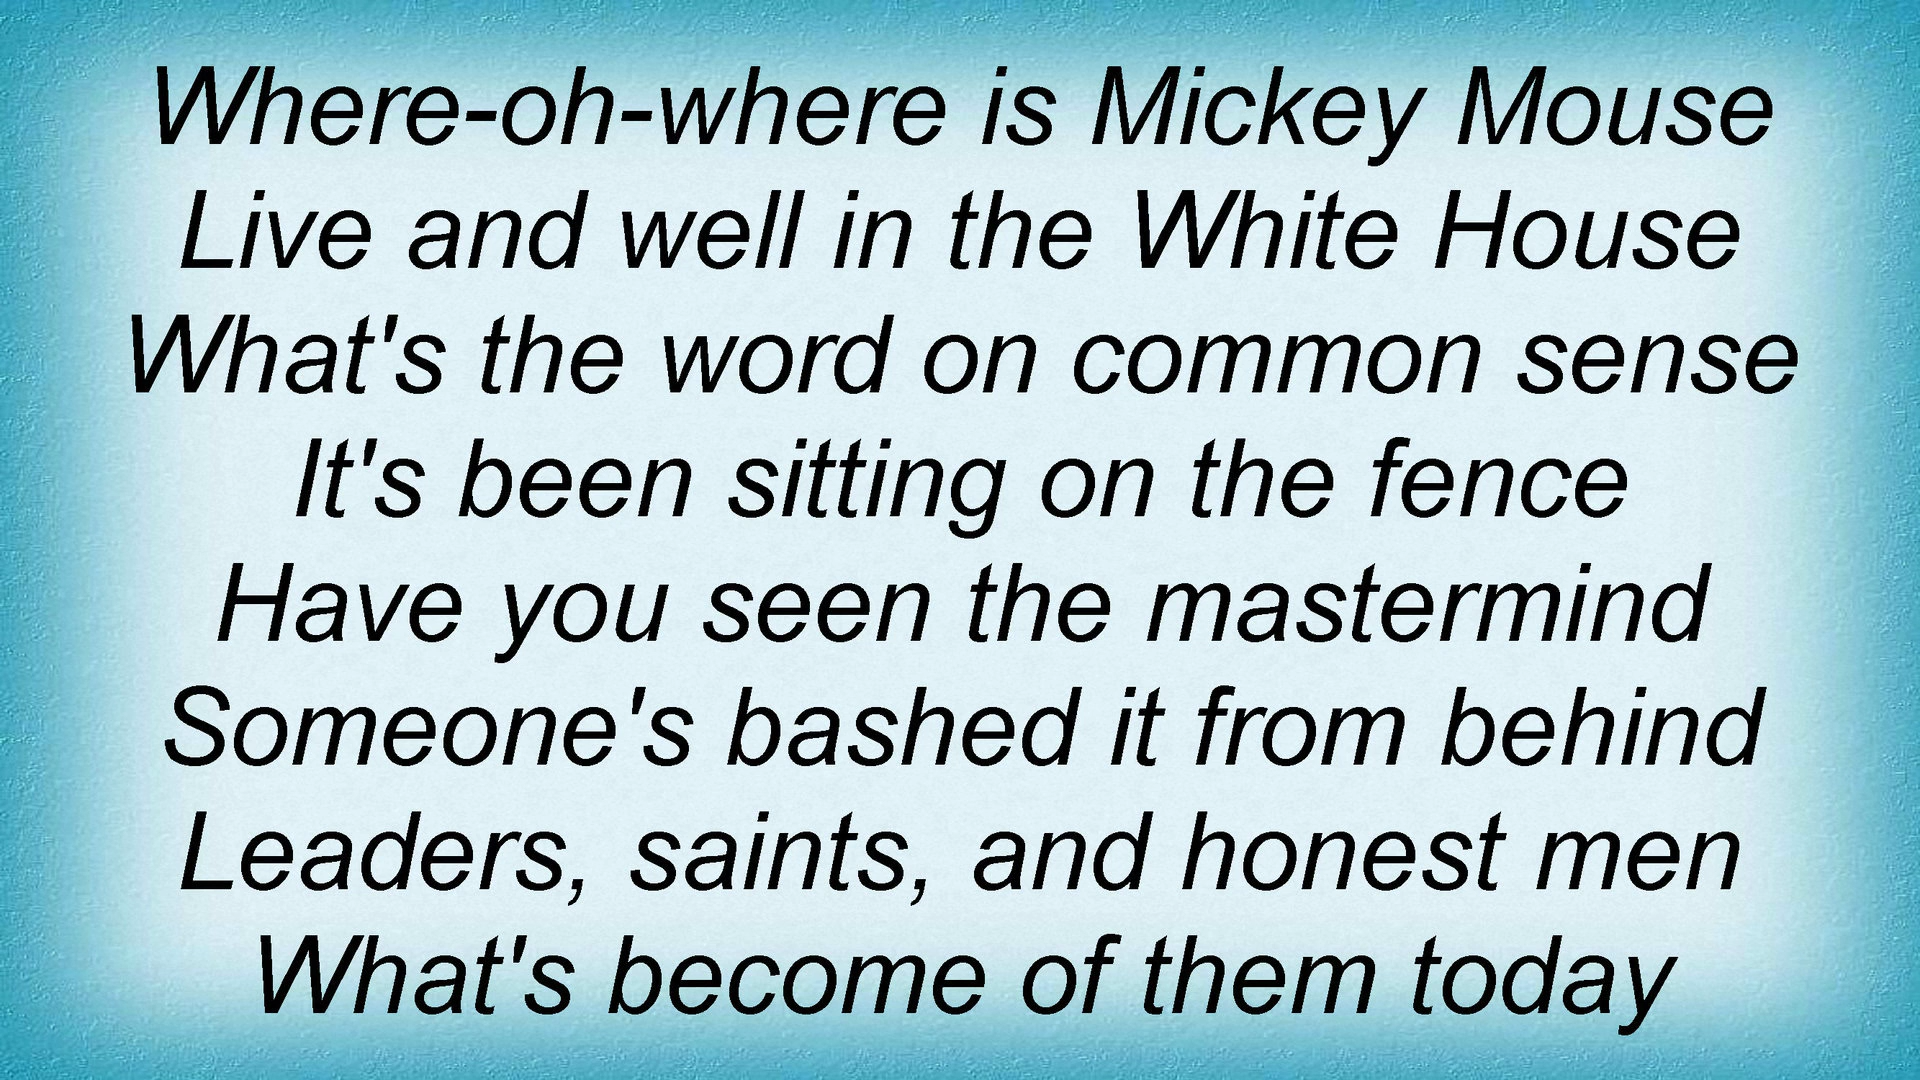 Where-oh-where is Mickey Mouse
Live and well in the White House
What's the word on common sense
It's been sitting on the fence
Have you seen the mastermind
Someone's bashed it from behind
Leaders, saints, and honest men
What's become of them today